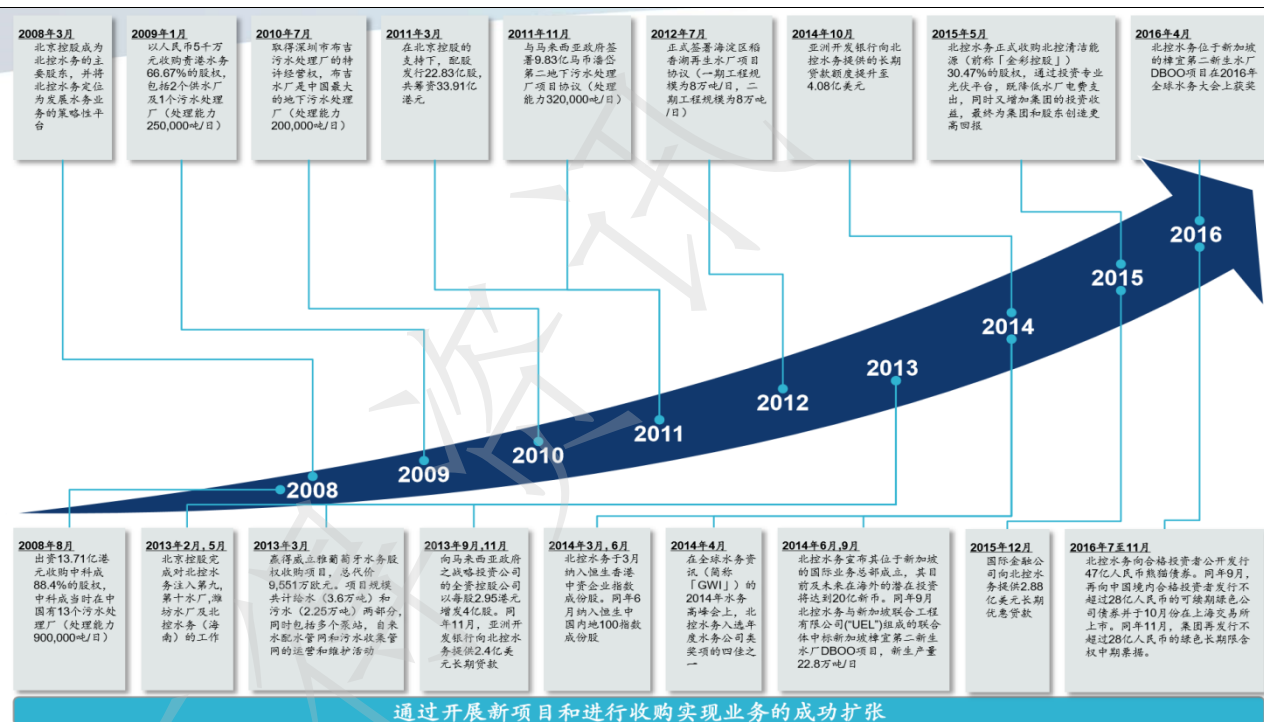 2008年3月
北京控股成为
北控水务的主
要股东，并将
北控水务定位
为发展水务业
务的策略性平
台
2009年1月
以人民币5千万
元收购贵港水务
66.67%的股权，
包括2个供水厂
及1个污水处理
厂（处理能力
250,000吨/日）
2010年7月
取得深圳市布吉
污水处理厂的特
许经营权，布吉
水厂是中国最大
的地下污水处理
厂（处理能力
200,000吨/日）
2011年3月
在北京控股的
支持下，配股
发行22.83亿股，
共筹资33.91亿
港元
2011年11月
与马来西亚政府签
署9.83亿马币潘岱
第二地下污水处理
厂项目协议（处理
能力320,000吨/日）
2012年7月
正式签署海淀区稻
香湖再生水厂项目
协议（一期工程规
模为8万吨/日，二
期工程规模为8万吨
/日）
2014年10月
亚洲开发银行向北
控水务提供的长期
贷款额度提升至
4.08亿美元
2015年5月
北控水务正式收购北控清洁能
源（前称「金彩控股」）
30.47%的股权，通过投资专业
光伏平台，既降低水厂电费支
出，同时又增加集团的投资收
益，最终为集团和股东创造更
高回报
2016年4月
北控水务位于新加坡
的樟宜第二新生水厂
DBOO项目在2016年
全球水务大会上获奖
2016
2015
2014
2013
2012
2011
2010
2009
2008
2008年8月
出资13.71亿港
元收购中科成
88.4%的股权，
中科成当时在中
国有13个污水处
理厂（处理能力
900,000吨/日）
2013年2月, 5月
北京控股完
成对北控水
务注入第九,
第十水厂,潍
坊水厂及北
控水务（海
南）的工作
2013年3月
赢得威立雅葡萄牙水务股
权收购项目，总代价
9,551万欧元。项目规模
共计给水（3.6万吨）和
污水（2.25万吨）两部分，
同时包括多个泵站，自来
水配水管网和污水收集管
网的运营和维护活动
2013年9月,11月
向马来西亚政府
之战略投资公司
的全资控股公司
以每股2.95港元
增发4亿股。同
年11月，亚洲开
发银行向北控水
务提供2.4亿美
元长期贷款
2014年3月, 6月
北控水务于3月
纳入恒生香港
中资企业指数
成份股。同年6
月纳入恒生中
国内地100指数
成份股
2014年4月
在全球水务资
讯（简称
「GWI」）的
2014年水务
高峰会上，北
控水务入选年
度水务公司类
奖项的四佳之
一
2014年6月,9月
北控水务宣布其位于新加坡
的国际业务总部成立，其目
前及未来在海外的潜在投资
将达到20亿新币。同年9月
北控水务与新加坡联合工程
有限公司("UEL")组成的联合
体中标新加坡樟宜第二新生
水厂DBOO项目，新生产量
22.8万吨/日
2015年12月
国际金融公
司向北控水
务提供2.88
亿美元长期
优惠贷款
2016年7至11月
北控水务向合格投资者公开发行
47亿人民币熊猫债券。同年9月，
再向中国境内合格投资者发行不
超过28亿人民币的可续期绿色公
司债券并于10月份在上海交易所
上市。同年11月，集团再发行不
超过28亿人民币的绿色长期限含
权中期票据。
通过开展新项目和进行收购实现业务的成功扩张